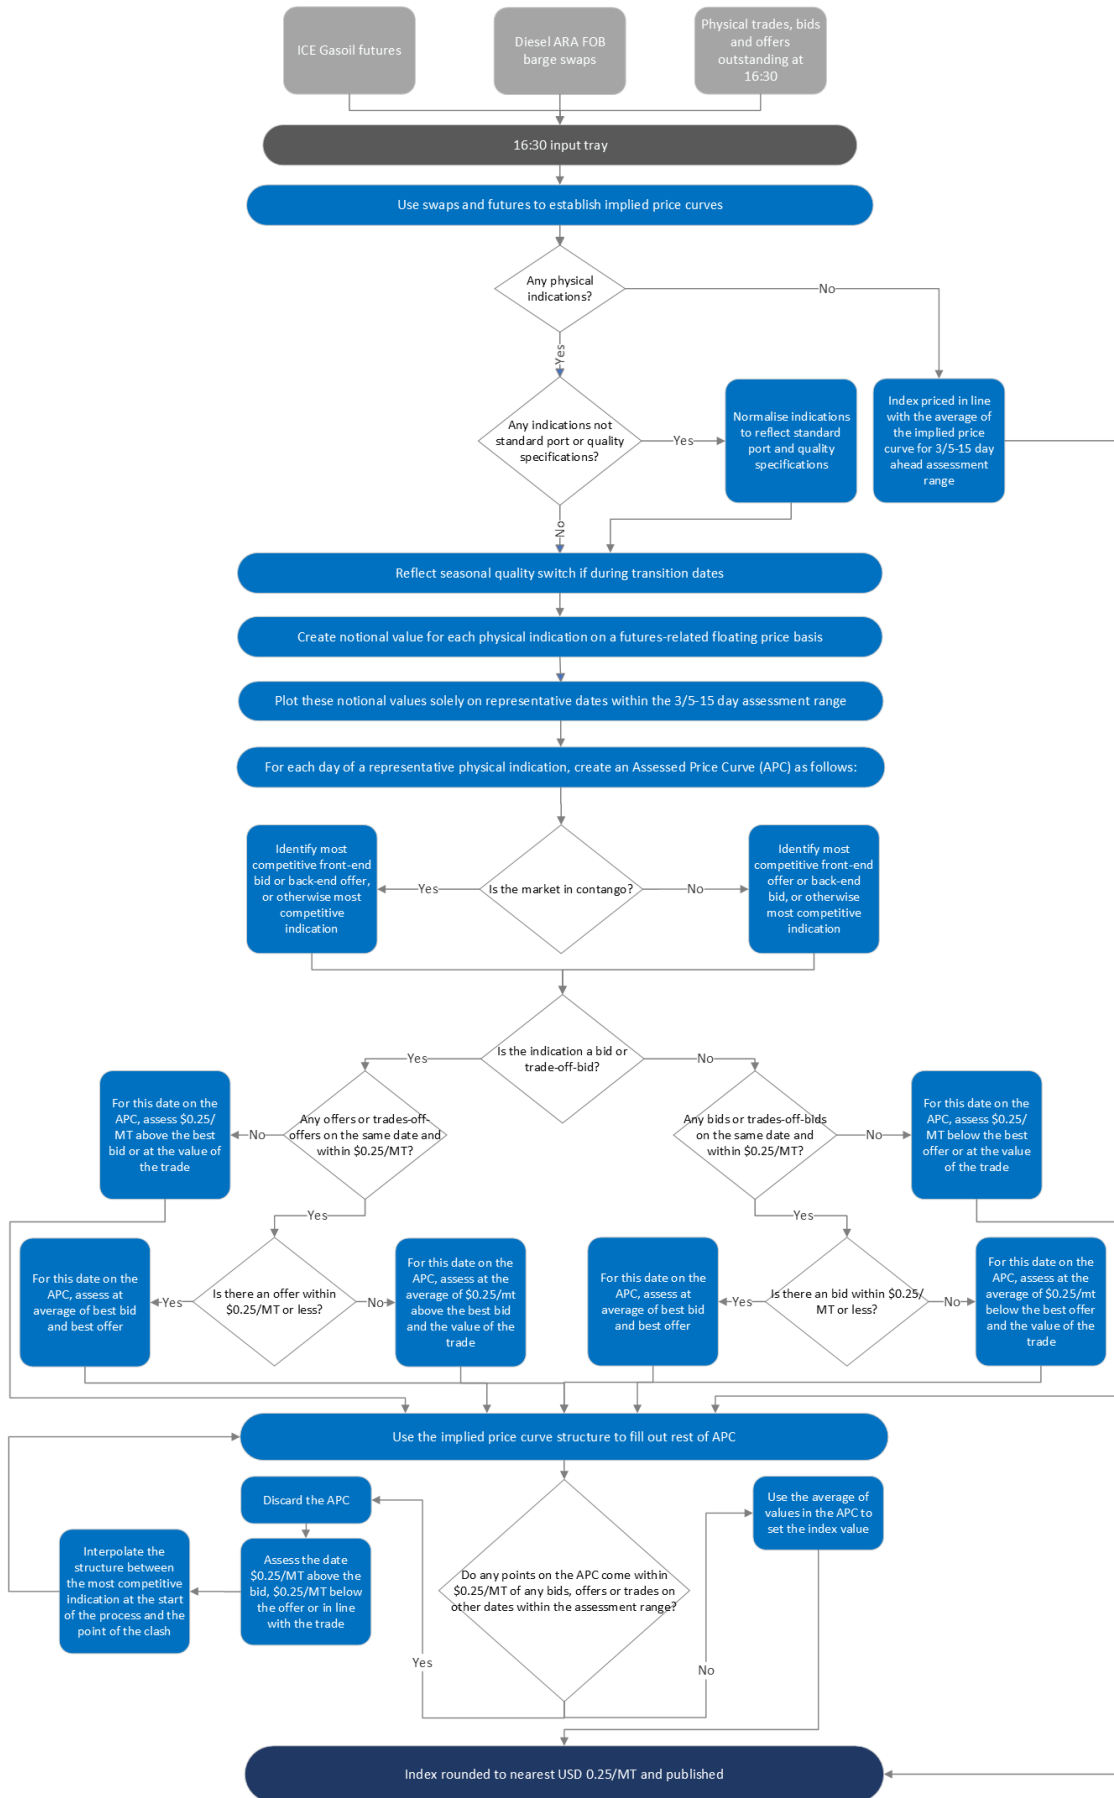 ICE Gasoil futures
Diesel ARA FOB
barge swaps
Physical trades, bids
and offers
outstanding at
16:30
16:30 input tray
Use swaps and futures to establish implied price curves
Any physical
indications?
No
Yes
Any indications not
standard port or quality
specifications?
Yes
Normalise indications
to reflect standard
port and quality
specifications
Index priced in line
with the average of
the implied price
curve for 3/5-15 day
ahead assessment
range
No
Reflect seasonal quality switch if during transition dates
Create notional value for each physical indication on a futures-related floating price basis
Plot these notional values solely on representative dates within the 3/5-15 day assessment range
For each day of a representative physical indication, create an Assessed Price Curve (APC) as follows:
Identify most
competitive front-end
bid or back-end offer,
or otherwise most
competitive
indication
Yes
Is the market in contango?
No
Identify most
competitive front-end
offer or back-end
bid, or otherwise
most competitive
indication
Yes
Is the indication a bid or
trade-off-bid?
No
For this date on the
APC, assess $0.25/
MT above the best
bid or at the value of
the trade
No
Any offers or trades-off-
offers on the same date and
within $0.25/MT?
Any bids or trades-off-bids
on the same date and
within $0.25/MT?
No
For this date on the
APC, assess $0.25/
MT below the best
offer or at the value
of the trade
Yes
Yes
For this date on the
APC, assess at
average of best bid
and best offer
Yes
Is there an offer within
$0.25/MT or less?
No
For this date on the
APC, assess at the
average of $0.25/mt
above the best bid
and the value of the
trade
For this date on the
APC, assess at
average of best bid
and best offer
Yes
Is there an bid within $0.25/
MT or less?
No
For this date on the
APC, assess at the
average of $0.25/mt
below the best offer
and the value of the
trade
Use the implied price curve structure to fill out rest of APC
Discard the APC
Use the average of
values in the APC to
set the index value
Interpolate the
structure between
the most competitive
indication at the start
of the process and the
point of the clash
Assess the date
$0.25/MT above the
bid, $0.25/MT below
the offer or in line
with the trade
Do any points on the APC come within
$0.25/MT of any bids, offers or trades on
other dates within the assessment range?
Yes
No
Index rounded to nearest USD 0.25/MT and published